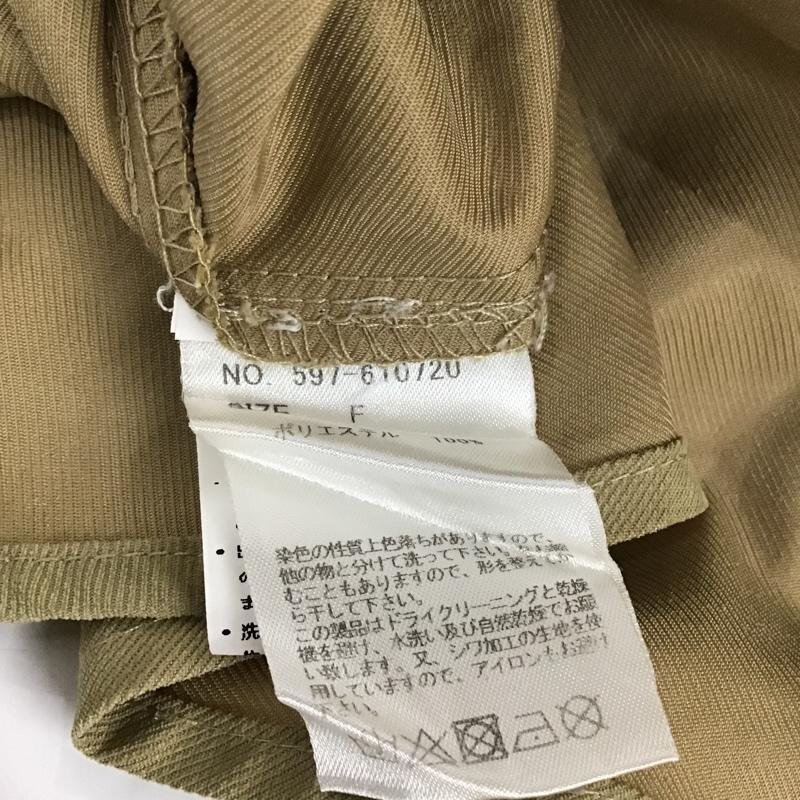 NO. 597-610720
SIZE F
ポリエステル 100%
染色の性質上色落ちがありますので、
他の物と分けて洗って下さい。
むこともありますので、形を整えてか
ら干して下さい。
この製品はドライクリーニングと乾燥
機を避け、水洗い及び自然乾燥でお願
い致します。又、シワ加工の生地を使
用していますので、アイロンもお避け
下さい。
• 洗